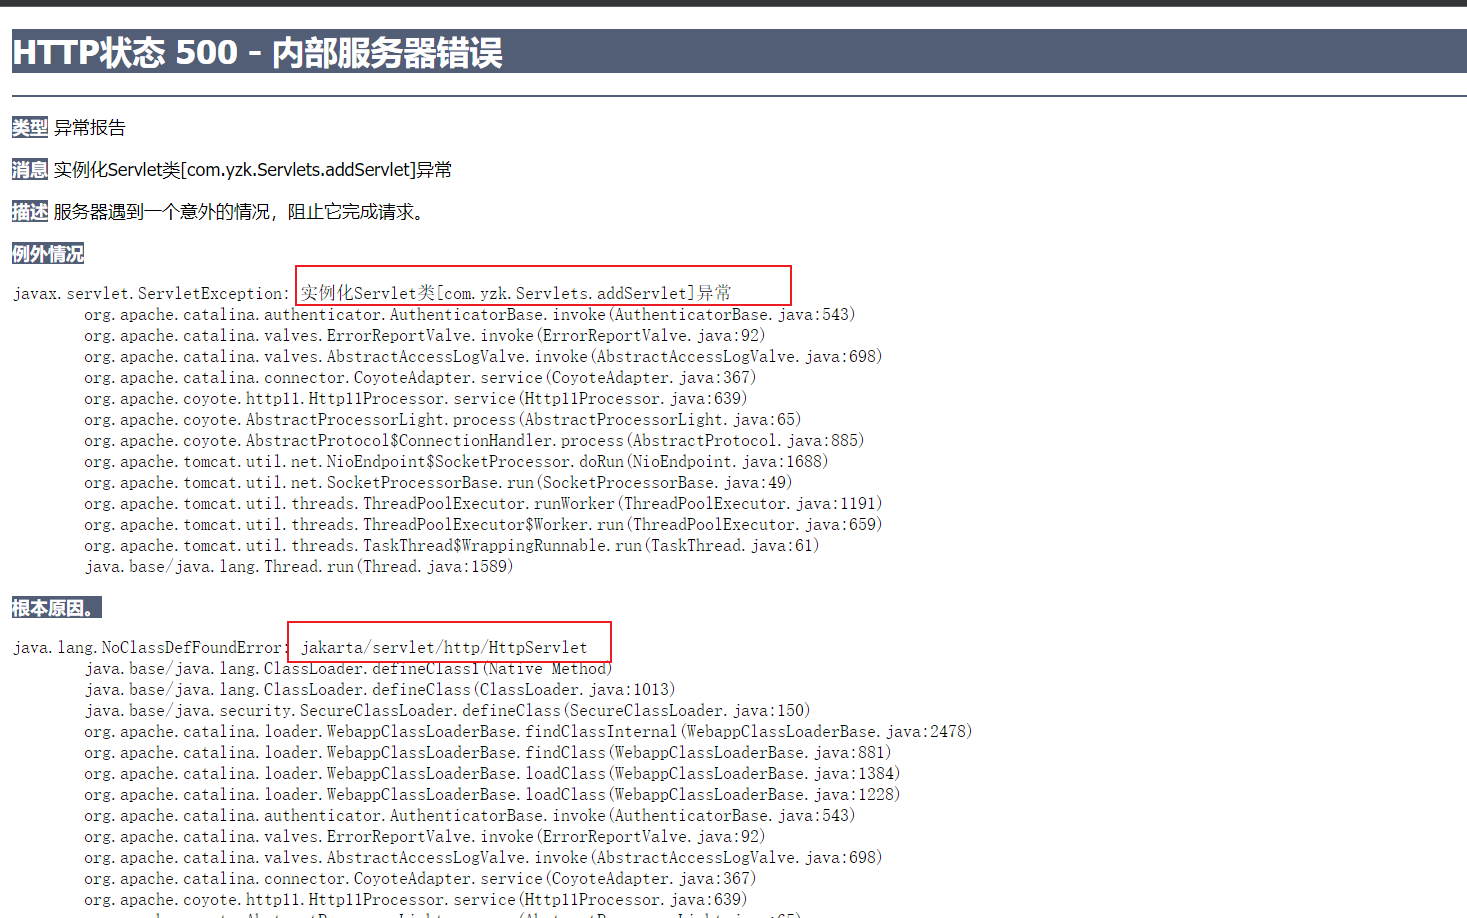 HTTP状态 500 - 内部服务器错误
类型 异常报告
消息 实例化Servlet类[com.yzk.Servlets.addServlet]异常
描述 服务器遇到一个意外的情况，阻止它完成请求。
例外情况
javax.servlet.ServletException: 实例化Servlet类[com.yzk.Servlets.addServlet]异常
org.apache.catalina.authenticator.AuthenticatorBase.invoke(AuthenticatorBase.java:543)
org.apache.catalina.valves.ErrorReportValve.invoke(ErrorReportValve.java:92)
org.apache.catalina.valves.AbstractAccessLogValve.invoke(AbstractAccessLogValve.java:698)
org.apache.catalina.connector.CoyoteAdapter.service(CoyoteAdapter.java:367)
org.apache.coyote.http11.Http11Processor.service(Http11Processor.java:639)
org.apache.coyote.AbstractProcessorLight.process(AbstractProcessorLight.java:65)
org.apache.coyote.AbstractProtocol$ConnectionHandler.process(AbstractProtocol.java:885)
org.apache.tomcat.util.net.NioEndpoint$SocketProcessor.doRun(NioEndpoint.java:1688)
org.apache.tomcat.util.net.SocketProcessorBase.run(SocketProcessorBase.java:49)
org.apache.tomcat.util.threads.ThreadPoolExecutor.runWorker(ThreadPoolExecutor.java:1191)
org.apache.tomcat.util.threads.ThreadPoolExecutor$Worker.run(ThreadPoolExecutor.java:659)
org.apache.tomcat.util.threads.TaskThread$WrappingRunnable.run(TaskThread.java:61)
java.base/java.lang.Thread.run(Thread.java:1589)
根本原因。
java.lang.NoClassDefFoundError: jakarta/servlet/http/HttpServlet
java.base/java.lang.ClassLoader.defineClass1(Native Method)
java.base/java.lang.ClassLoader.defineClass(ClassLoader.java:1013)
java.base/java.security.SecureClassLoader.defineClass(SecureClassLoader.java:150)
org.apache.catalina.loader.WebappClassLoaderBase.findClassInternal(WebappClassLoaderBase.java:2478)
org.apache.catalina.loader.WebappClassLoaderBase.findClass(WebappClassLoaderBase.java:881)
org.apache.catalina.loader.WebappClassLoaderBase.loadClass(WebappClassLoaderBase.java:1384)
org.apache.catalina.loader.WebappClassLoaderBase.loadClass(WebappClassLoaderBase.java:1228)
org.apache.catalina.authenticator.AuthenticatorBase.invoke(AuthenticatorBase.java:543)
org.apache.catalina.valves.ErrorReportValve.invoke(ErrorReportValve.java:92)
org.apache.catalina.valves.AbstractAccessLogValve.invoke(AbstractAccessLogValve.java:698)
org.apache.catalina.connector.CoyoteAdapter.service(CoyoteAdapter.java:367)
org.apache.coyote.http11.Http11Processor.service(Http11Processor.java:639)